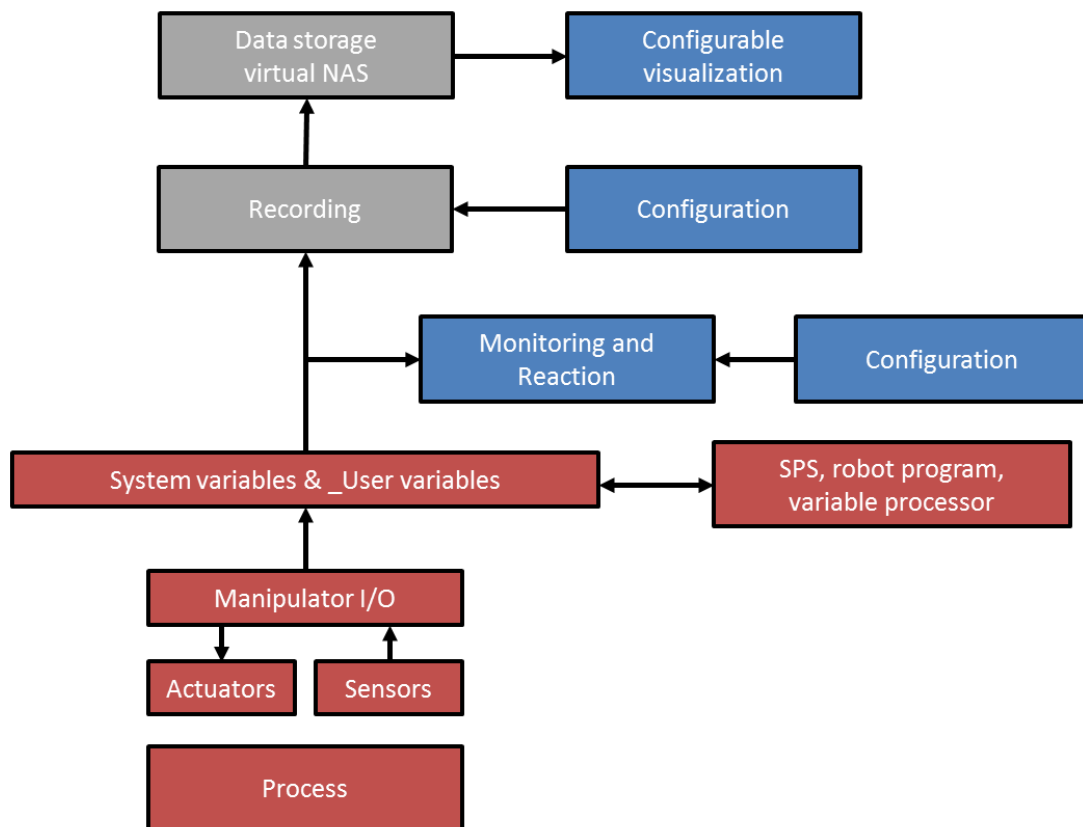 Data storage
virtual NAS
Configurable
visualization
Recording
Configuration
Monitoring and
Reaction
Configuration
System variables & _User variables
SPS, robot program,
variable processor
Manipulator I/O
Actuators
Sensors
Process